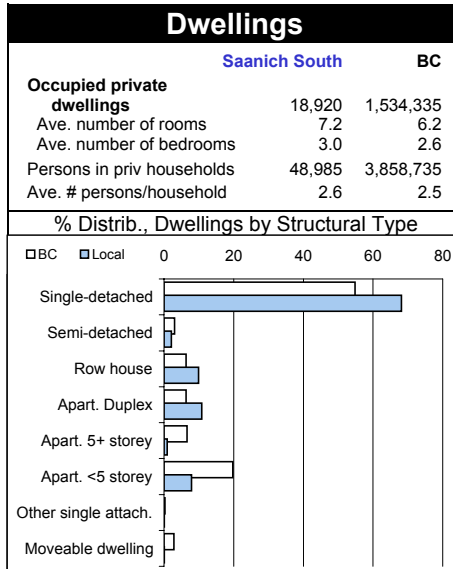 Dwellings
Saanich South BC
Occupied private
dwellings 18,920 1,534,335
Ave. number of rooms 7.2 6.2
Ave. number of bedrooms 3.0 2.6
Persons in priv households 48,985 3,858,735
Ave. # persons/household 2.6 2.5
% Distrib., Dwellings by Structural Type
BC Local 0 20 40 60 80
Single-detached
Semi-detached
Row house
Apart. Duplex
Apart. 5+ storey
Apart. <5 storey
Other single attach.
Moveable dwelling